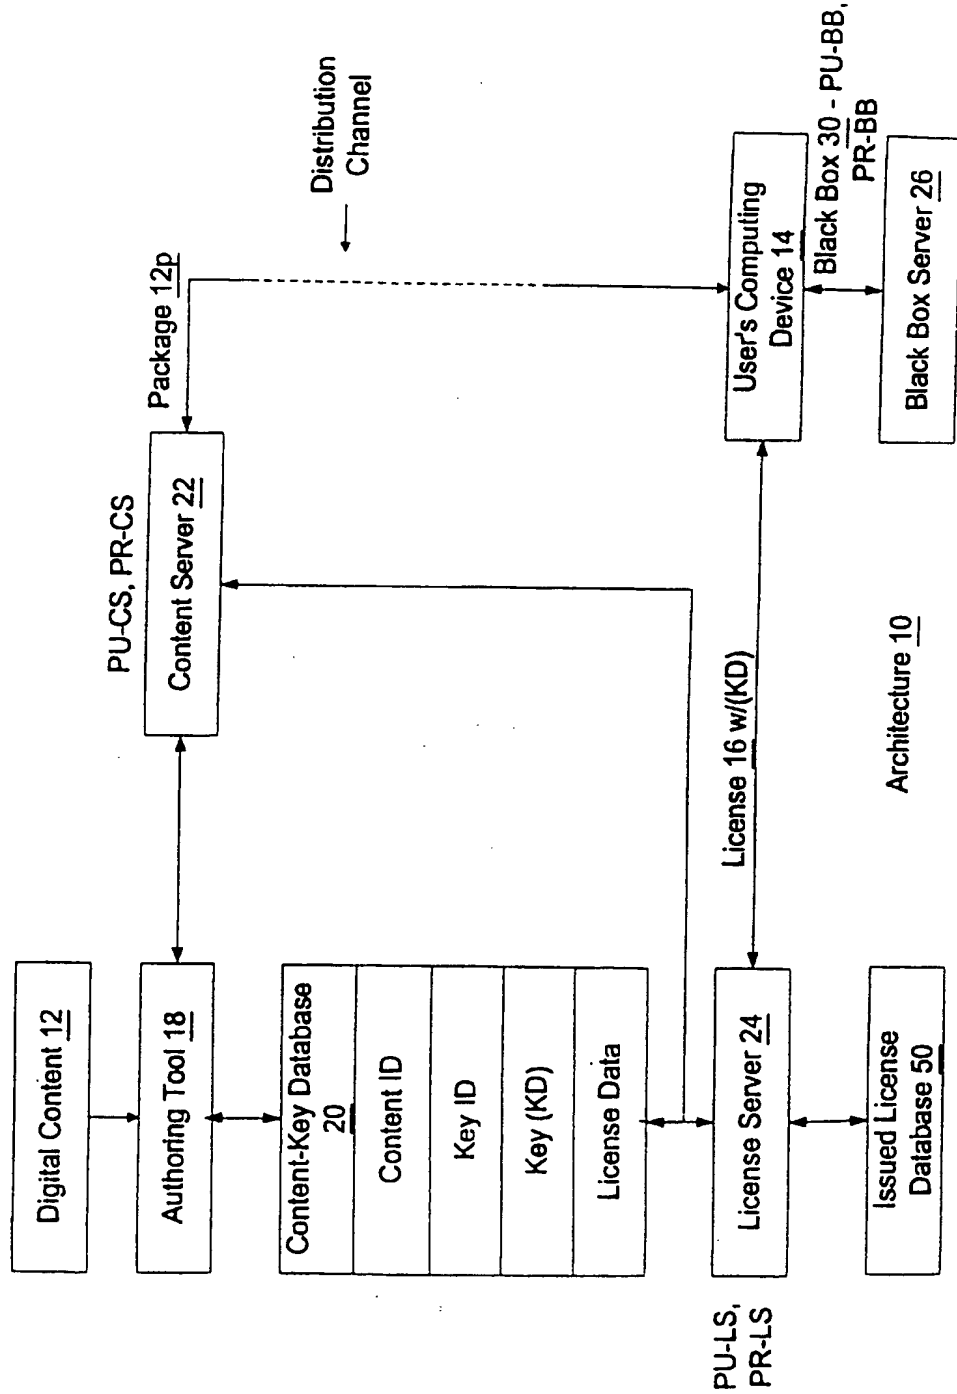 Digital Content 12
Authoring Tool 18
Content-Key Database
20
Content ID
Key ID
Key (KD)
License Data
License Server 24
PU-LS,
PR-LS
Issued License
Database 50
PU-CS, PR-CS
Content Server 22
Package 12p
Distribution
Channel
License 16 w/(KD)
User's Computing
Device 14
Black Box 30 - PU-BB,
PR-BB
Black Box Server 26
Architecture 10